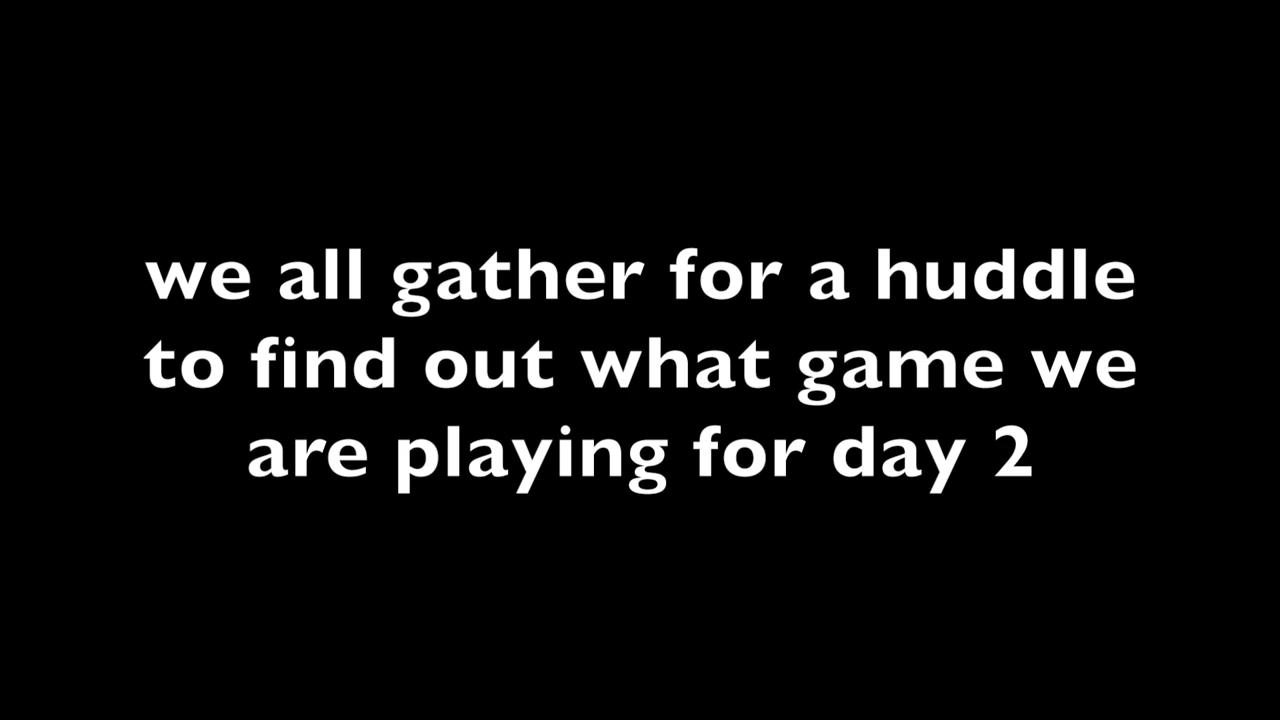 we all gather for a huddle
to find out what game we
are playing for day 2